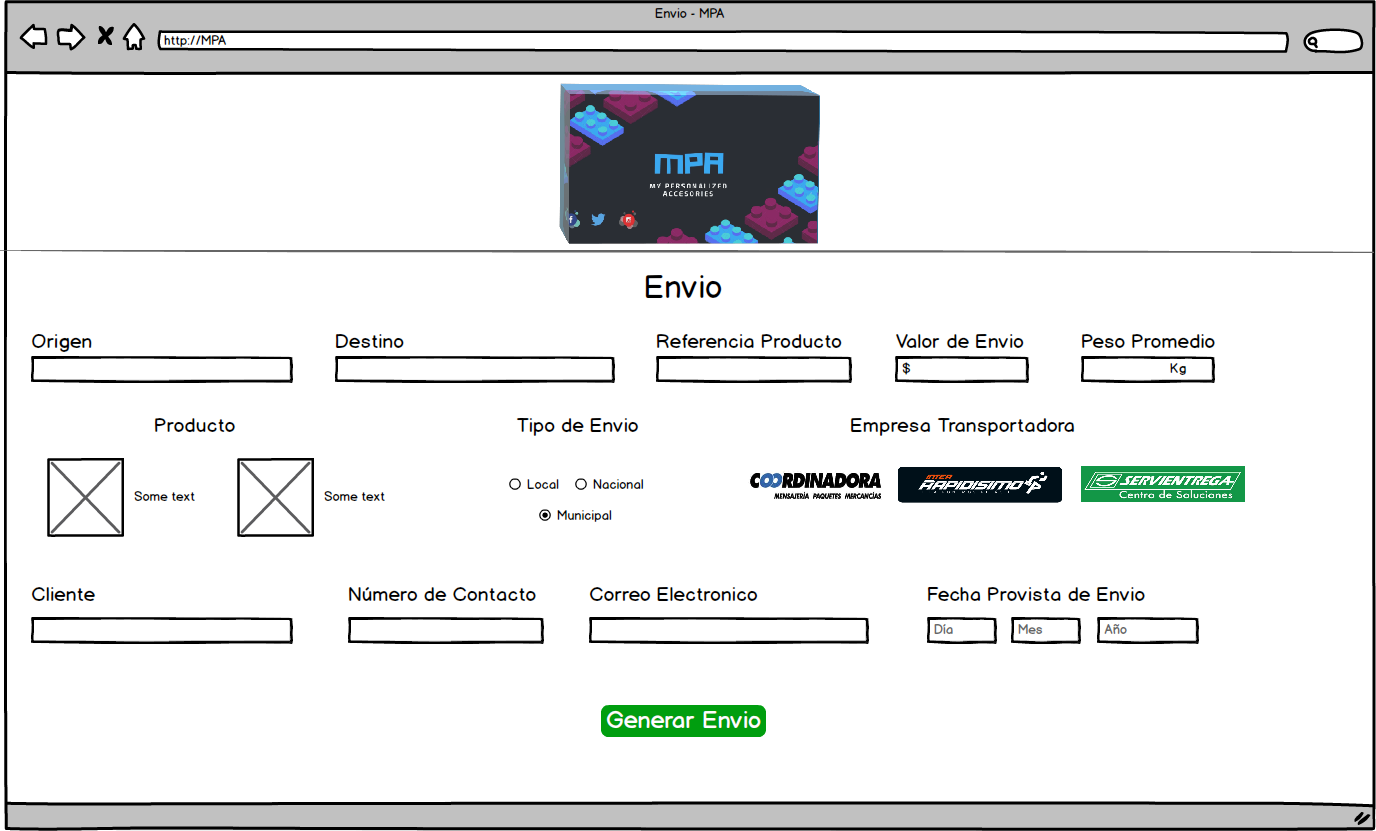 Envio - MPA
http://MPA
MPA
MY PERSONALIZED
ACCESORIES
Envio
Origen Destino Referencia Producto Valor de Envio Peso Promedio
$ Kg
Producto Tipo de Envio Empresa Transportadora
COORDINADORA
MENSAJERÍA PAQUETES MERCANCÍAS
INTER
RAPIDISIMO
SERVIENTREGA
Centro de Soluciones
Some text Some text
Local Nacional
Municipal
Cliente Número de Contacto Correo Electronico Fecha Provista de Envio
Día Mes Año
Generar Envio